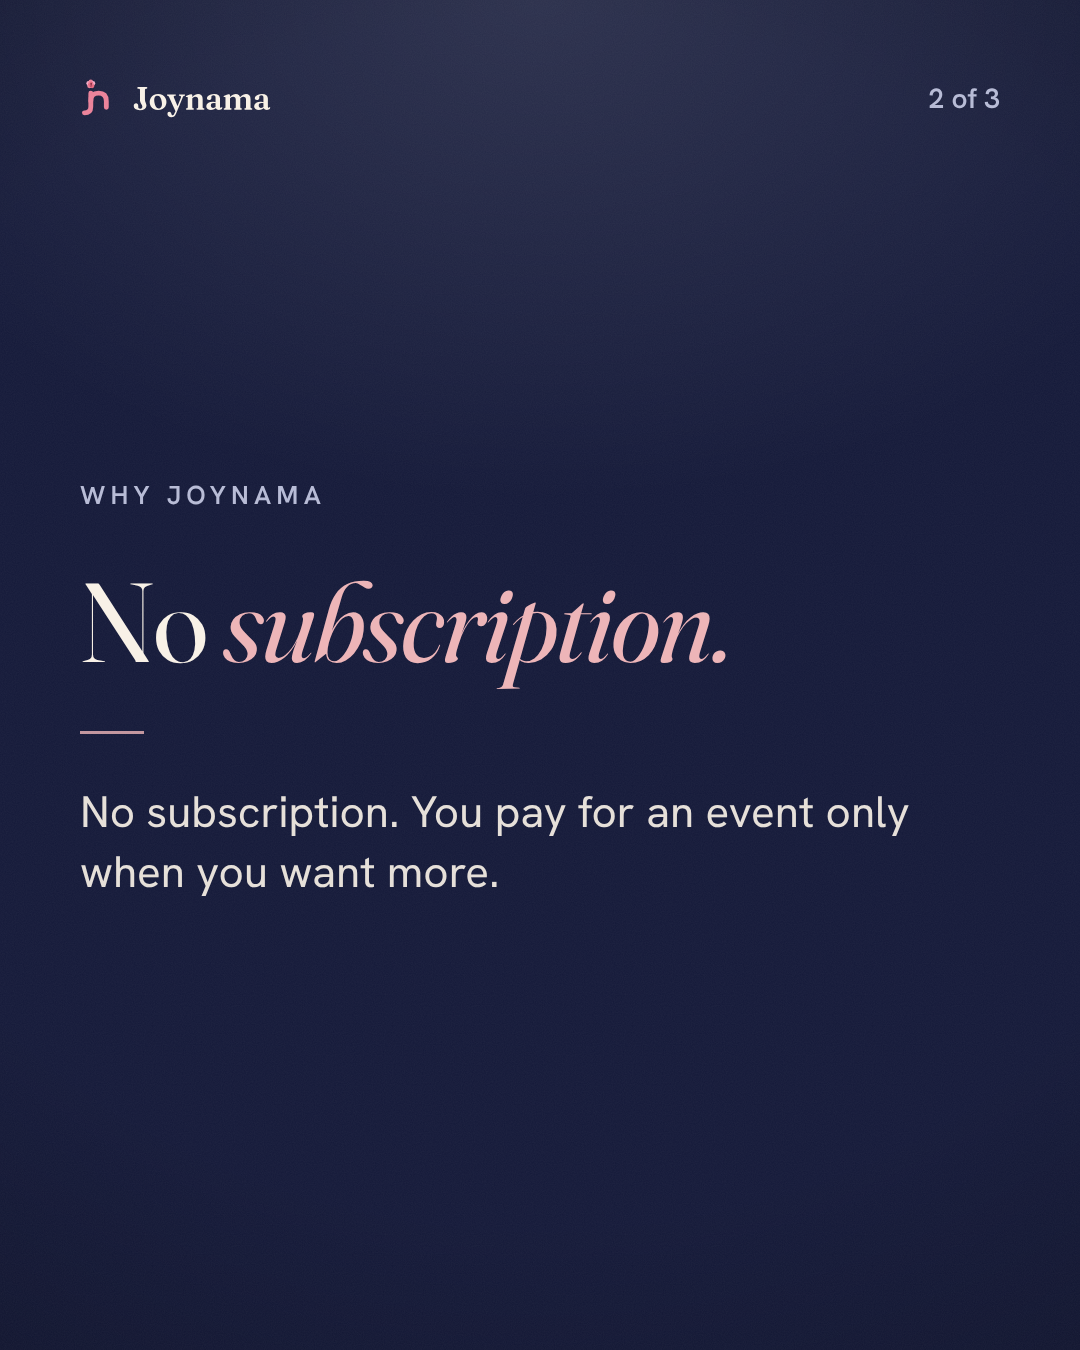 Joynama
2 of 3
WHY JOYNAMA
No subscription.
No subscription. You pay for an event only
when you want more.